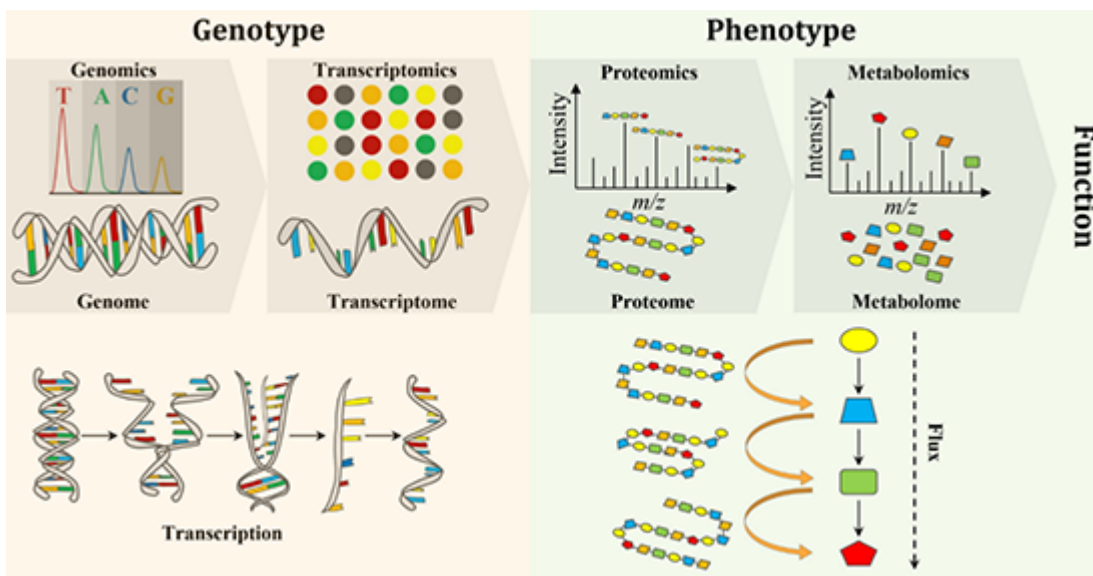 Genotype
Phenotype
Genomics
T A C G
Genome
Transcriptomics
Transcriptome
Proteomics
Intensity
m/z
Proteome
Metabolomics
Intensity
m/z
Metabolome
Function
Transcription
Flux